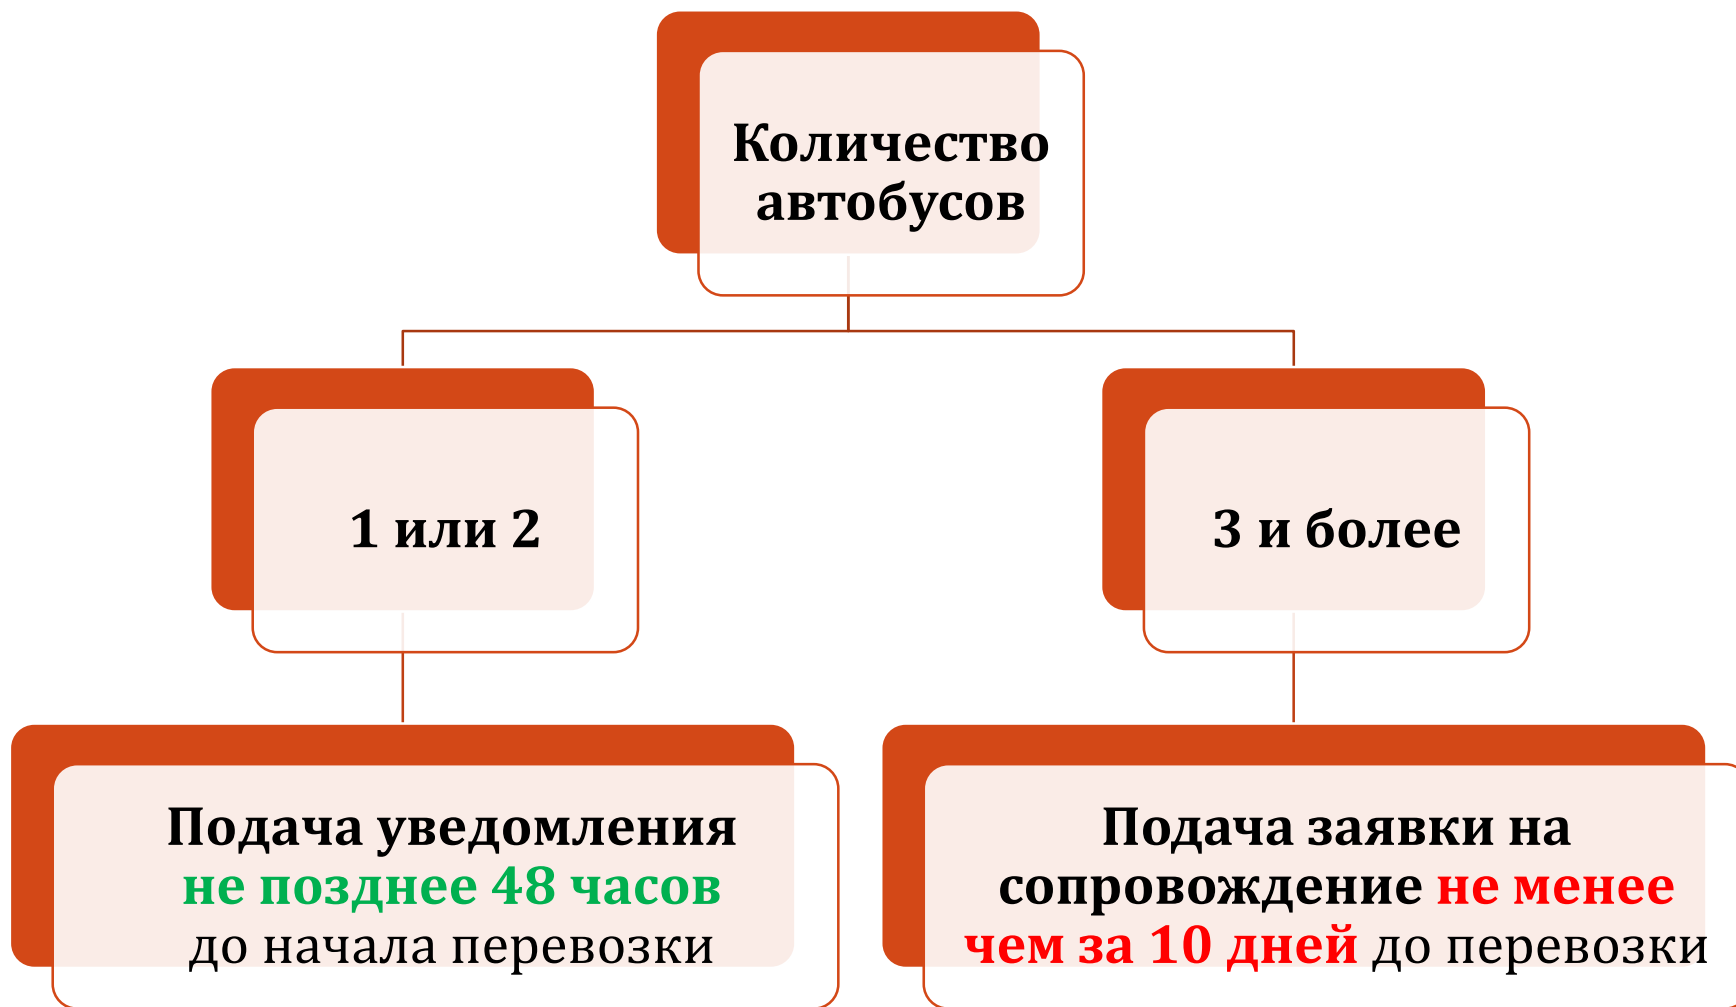 Количество
автобусов
1 или 2
3 и более
Подача уведомления
не позднее 48 часов
до начала перевозки
Подача заявки на
сопровождение не менее
чем за 10 дней до перевозки